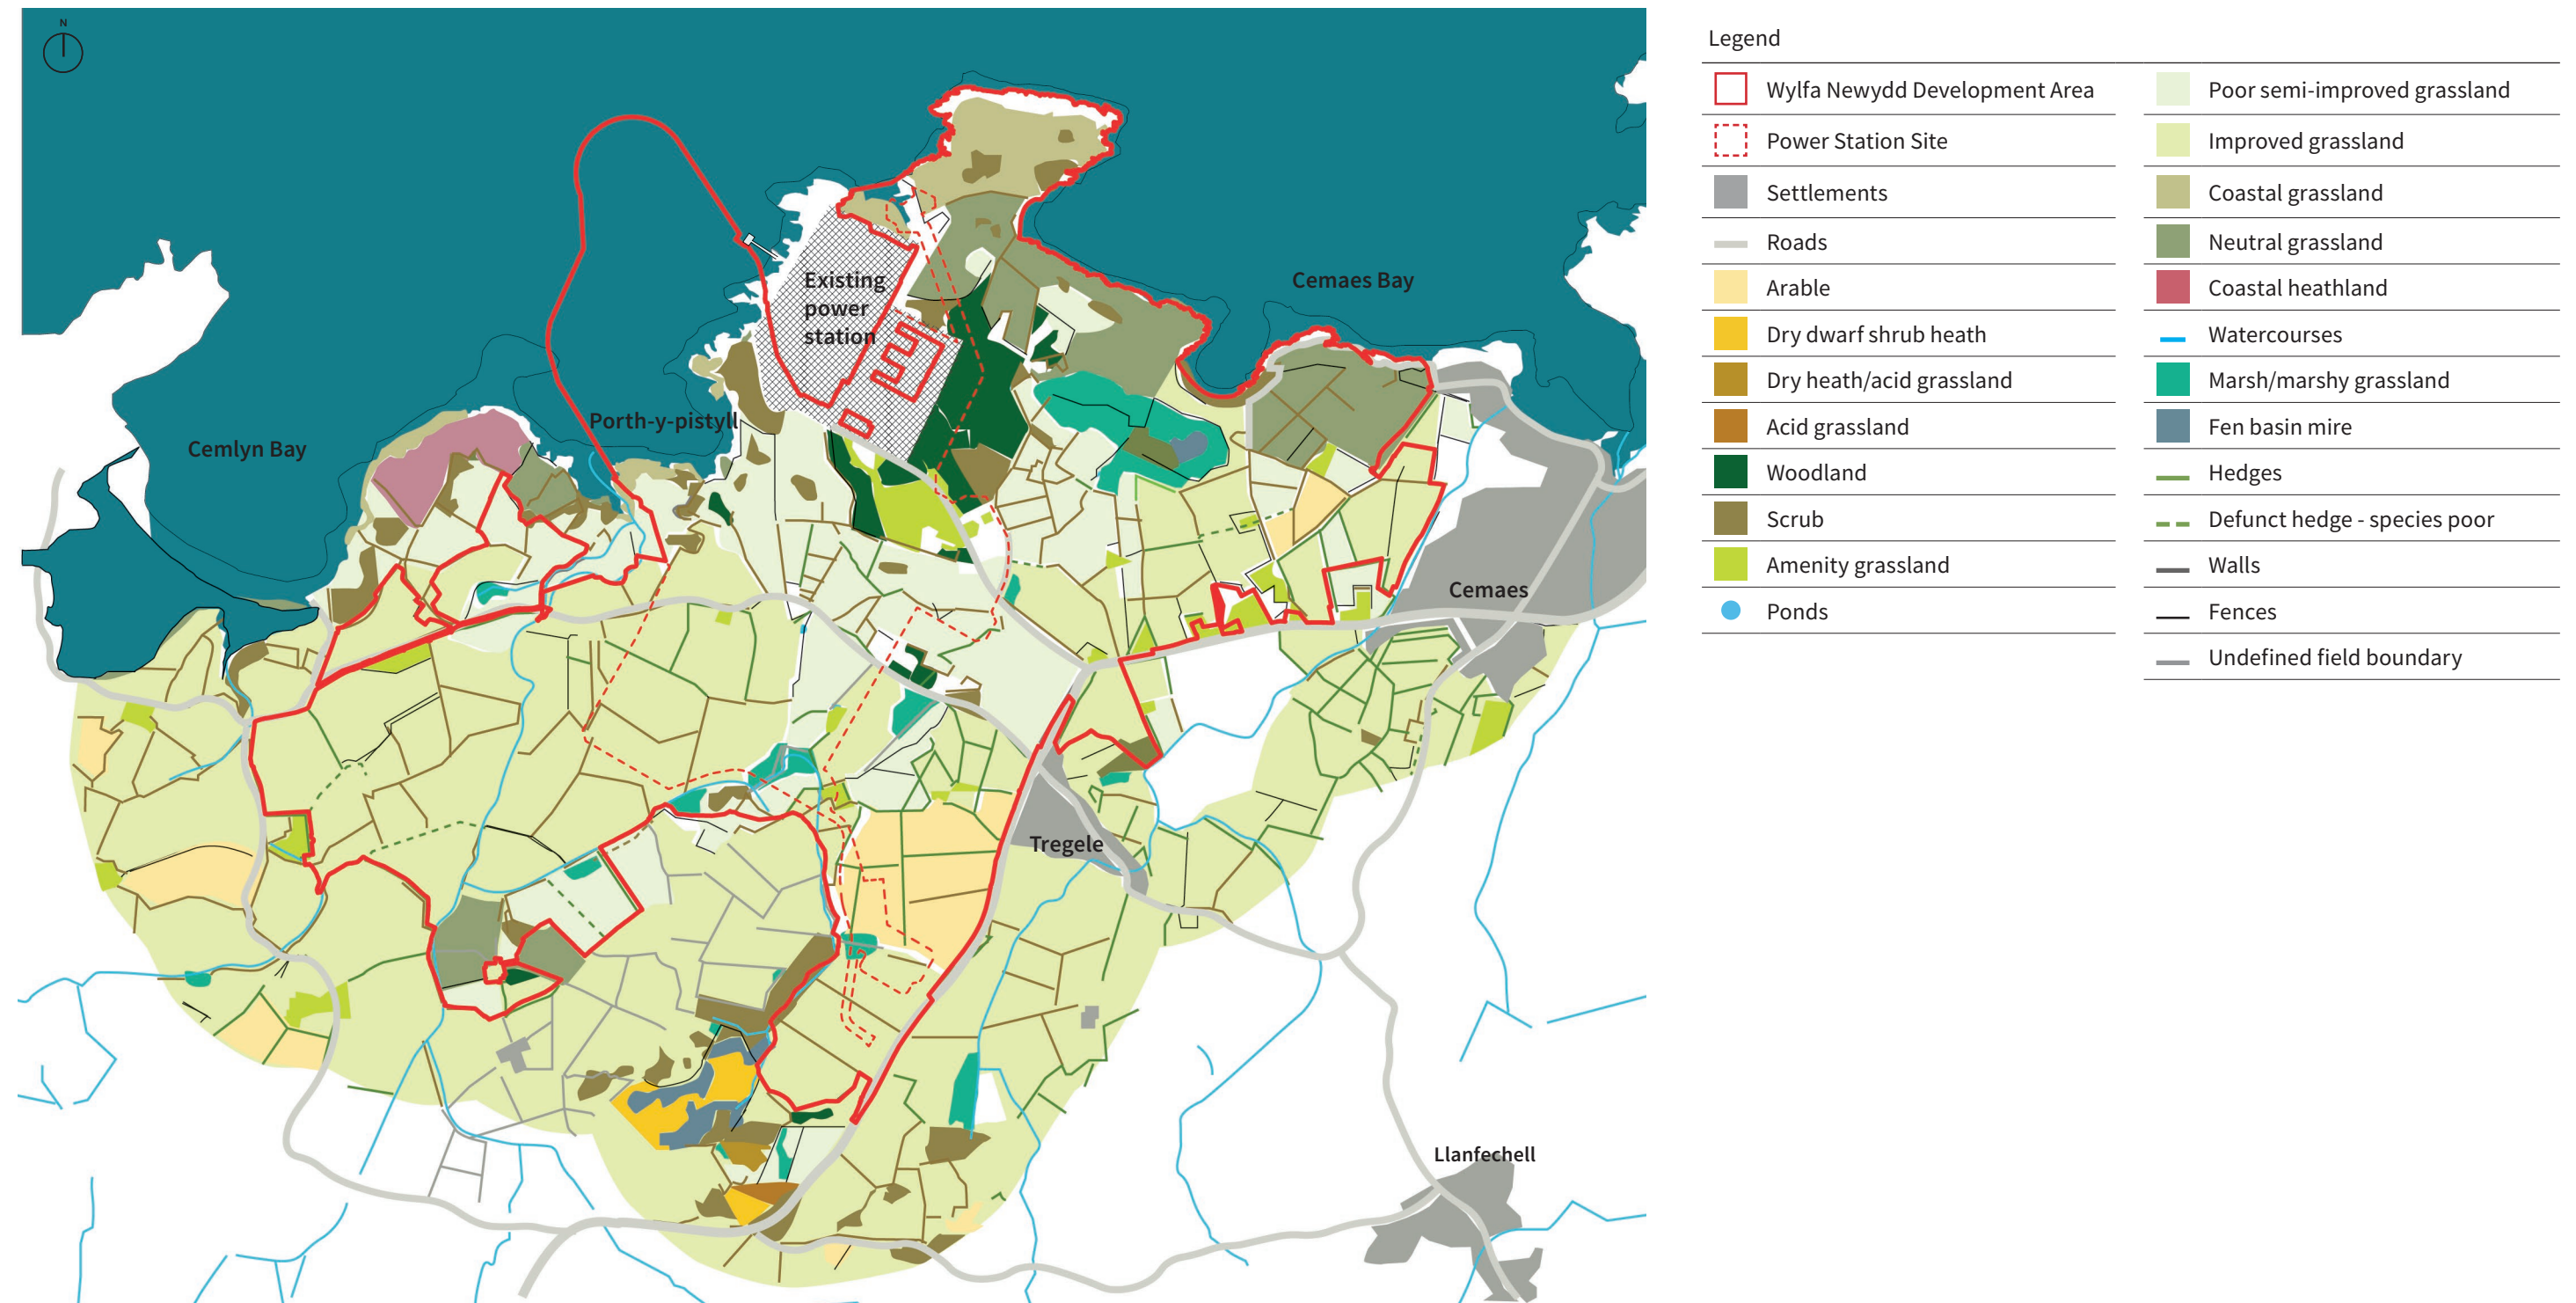 N
Existing
power
station
Cemaes Bay
Porth-y-pistyll
Cemlyn Bay
Cemaes
Tregele
Llanfechell
Legend
Wylfa Newydd Development Area
Power Station Site
Settlements
Roads
Arable
Dry dwarf shrub heath
Dry heath/acid grassland
Acid grassland
Woodland
Scrub
Amenity grassland
Ponds
Poor semi-improved grassland
Improved grassland
Coastal grassland
Neutral grassland
Coastal heathland
Watercourses
Marsh/marshy grassland
Fen basin mire
Hedges
Defunct hedge - species poor
Walls
Fences
Undefined field boundary